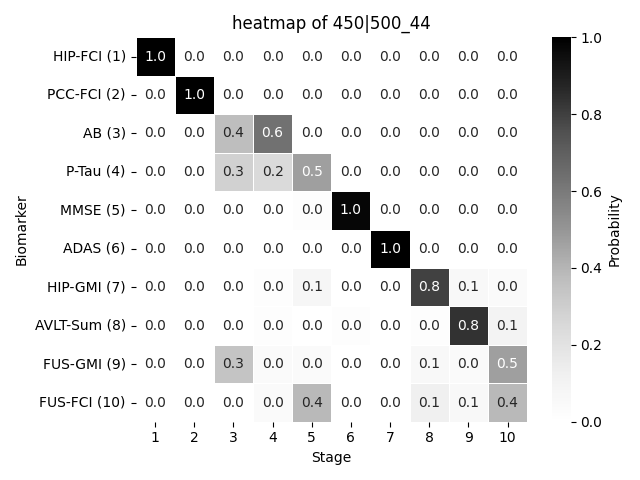 heatmap of 450|500_44
HIP-FCI (1) 1.0 0.0 0.0 0.0 0.0 0.0 0.0 0.0 0.0 0.0
PCC-FCI (2) 0.0 1.0 0.0 0.0 0.0 0.0 0.0 0.0 0.0 0.0
AB (3) 0.0 0.0 0.4 0.6 0.0 0.0 0.0 0.0 0.0 0.0
P-Tau (4) 0.0 0.0 0.3 0.2 0.5 0.0 0.0 0.0 0.0 0.0
MMSE (5) 0.0 0.0 0.0 0.0 0.0 1.0 0.0 0.0 0.0 0.0
ADAS (6) 0.0 0.0 0.0 0.0 0.0 0.0 1.0 0.0 0.0 0.0
HIP-GMI (7) 0.0 0.0 0.0 0.0 0.1 0.0 0.0 0.8 0.1 0.0
AVLT-Sum (8) 0.0 0.0 0.0 0.0 0.0 0.0 0.0 0.0 0.8 0.1
FUS-GMI (9) 0.0 0.0 0.3 0.0 0.0 0.0 0.0 0.1 0.0 0.5
FUS-FCI (10) 0.0 0.0 0.0 0.0 0.4 0.0 0.0 0.1 0.1 0.4
1 2 3 4 5 6 7 8 9 10
Stage
Biomarker
1.0
0.8
0.6
0.4
0.2
0.0
Probability